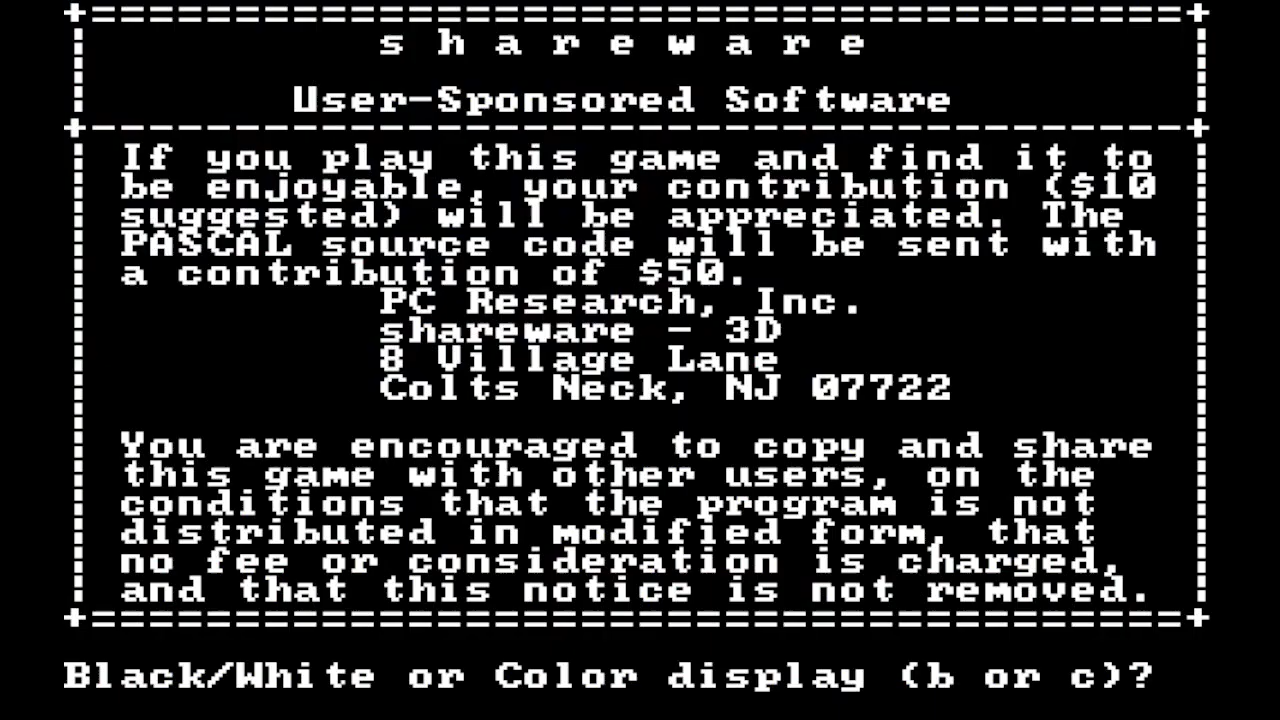 +======================================+
s h a r e w a r e
User-Sponsored Software
+--------------------------------------+
If you play this game and find it to
be enjoyable, your contribution ($10
suggested) will be appreciated. The
PASCAL source code will be sent with
a contribution of $50.
PC Research, Inc.
shareware - 3D
8 Village Lane
Colts Neck, NJ 07722
You are encouraged to copy and share
this game with other users, on the
conditions that the program is not
distributed in modified form, that
no fee or consideration is charged,
and that this notice is not removed.
+======================================+
Black/White or Color display (b or c)?